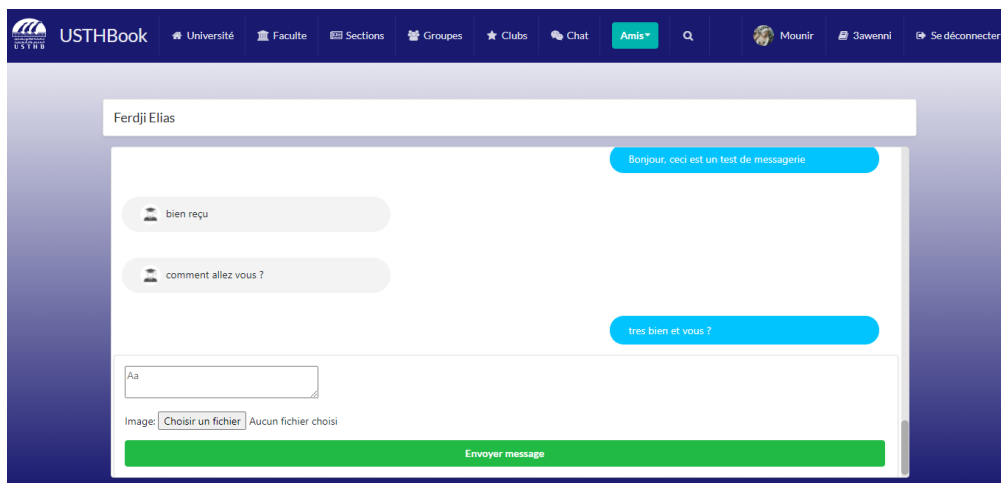 USTHB
USTHBook Université Faculte Sections Groupes Clubs Chat Amis Mounir 3awenni Se déconnecter
Ferdji Elias
Bonjour, ceci est un test de messagerie
bien reçu
comment allez vous ?
tres bien et vous ?
Aa
Image: Choisir un fichier Aucun fichier choisi
Envoyer message